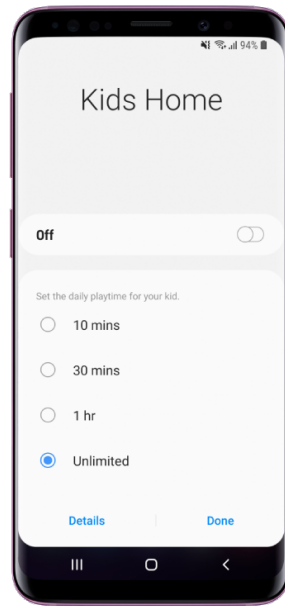 94%
Kids Home
Off
Set the daily playtime for your kid.
10 mins
30 mins
1 hr
Unlimited
Details
Done